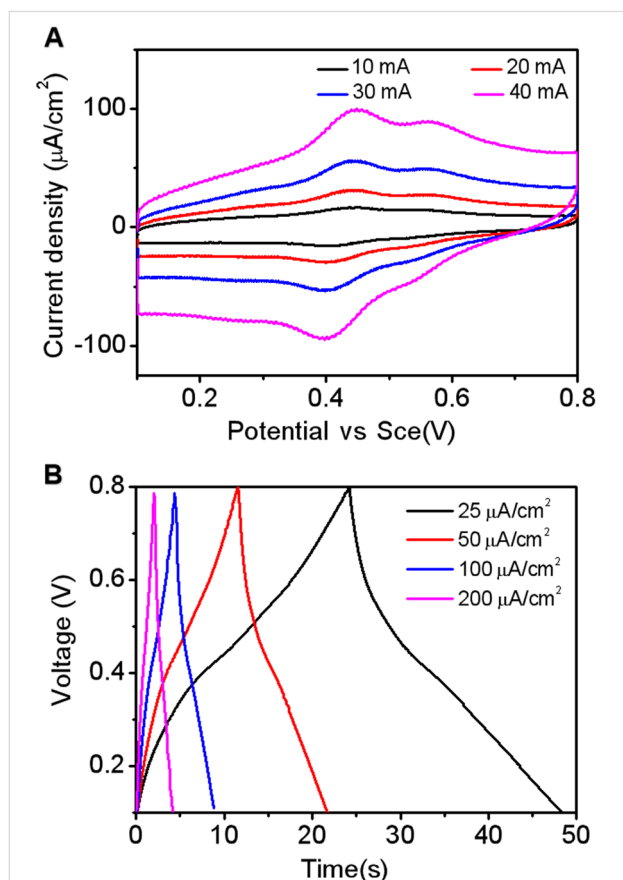 A
10 mA
20 mA
30 mA
40 mA
100
0
-100
Current density (μA/cm²)
0.2
0.4
0.6
0.8
Potential vs Sce(V)
B
0.8
0.6
0.4
0.2
Voltage (V)
25 μA/cm²
50 μA/cm²
100 μA/cm²
200 μA/cm²
0
10
20
30
40
50
Time(s)